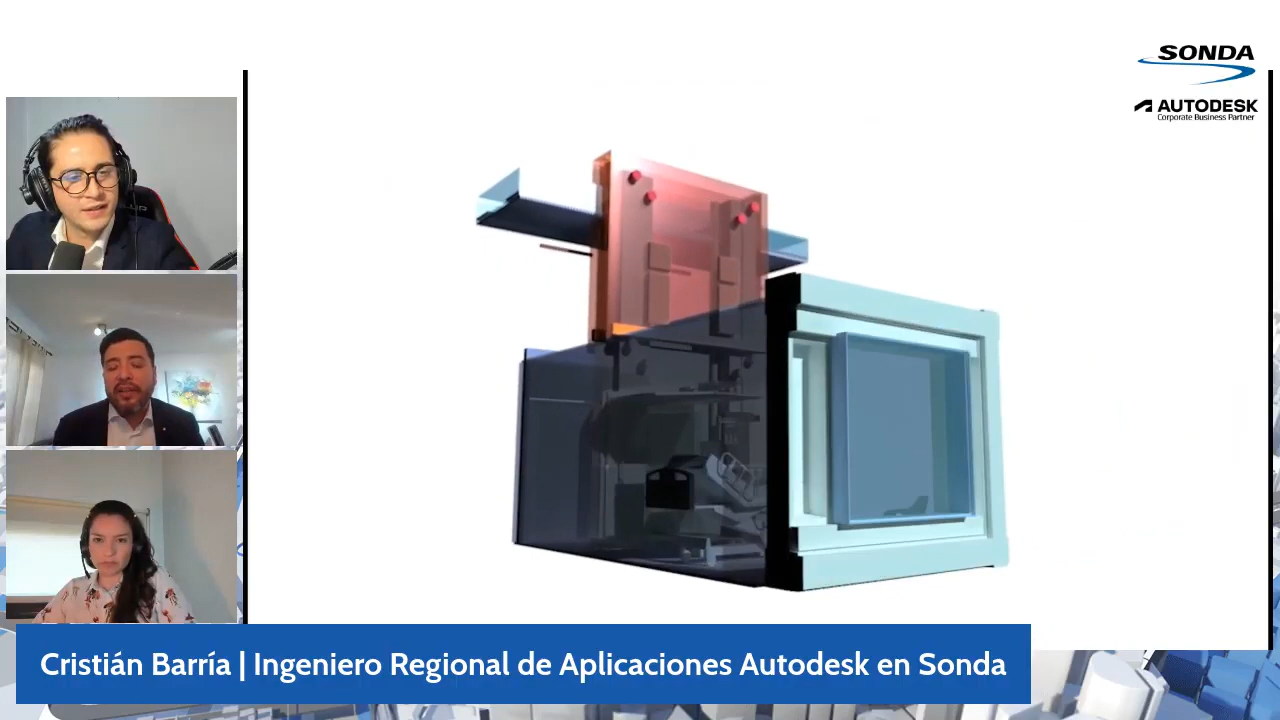 SONDA
AUTODESK
Corporate Business Partner
Cristián Barría | Ingeniero Regional de Aplicaciones Autodesk en Sonda